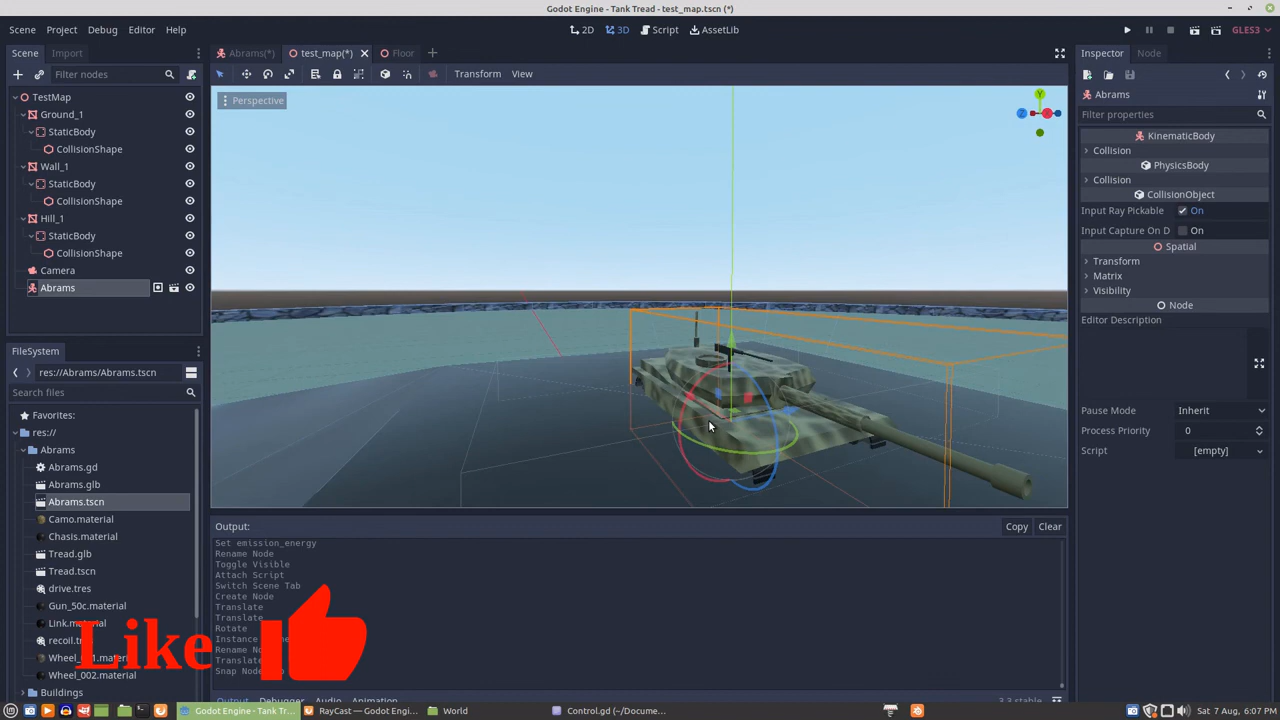 Godot Engine - Tank Tread - test_map.tscn (*)
Scene Project Debug Editor Help
2D 3D Script AssetLib
GLES3
Scene Import
Abrams(*) test_map(*) Floor
Inspector Node
Filter nodes
Transform View
TestMap
Ground_1
StaticBody
CollisionShape
Wall_1
StaticBody
CollisionShape
Hill_1
StaticBody
CollisionShape
Camera
Abrams
Perspective
Abrams
Filter properties
KinematicBody
Collision
PhysicsBody
Collision
CollisionObject
Input Ray Pickable On
Input Capture On D On
Spatial
Transform
Matrix
Visibility
Node
Editor Description
Pause Mode Inherit
Process Priority 0
Script [empty]
FileSystem
res://Abrams/Abrams.tscn
Search files
Favorites:
res://
Abrams
Abrams.gd
Abrams.glb
Abrams.tscn
Camo.material
Chasis.material
Tread.glb
Tread.tscn
drive.tres
Gun_50c.material
Link.material
Wheel_002.material
Buildings
Output: Copy Clear
Set emission_energy
Rename Node
Toggle Visible
Attach Script
Switch Scene Tab
Create Node
Translate
Translate
Rotate
Like
Output Debugger Audio Animation 3.3.stable
Godot Engine - Tank Tr... RayCast — Godot Engi... World Control.gd (~/Docume... Sat 7 Aug, 6:07 PM